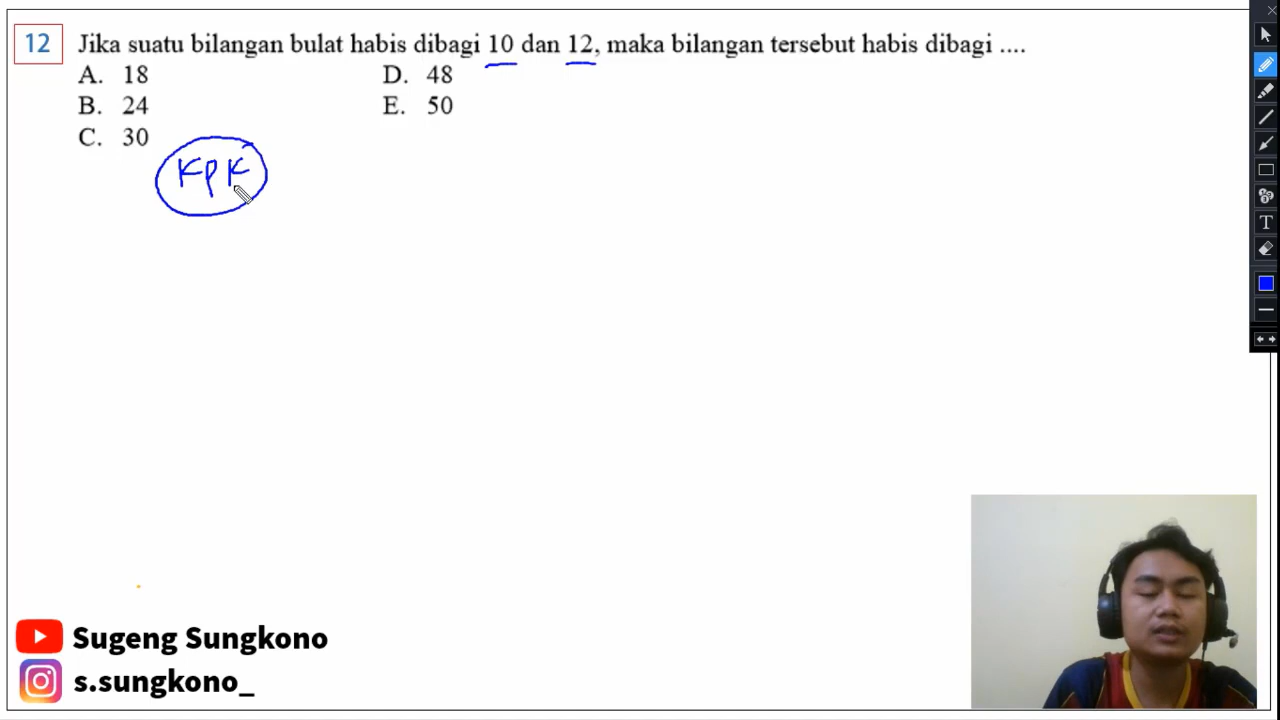 12 Jika suatu bilangan bulat habis dibagi 10 dan 12, maka bilangan tersebut habis dibagi ....
A. 18 D. 48
B. 24 E. 50
C. 30
KPK
T
Sugeng Sungkono
s.sungkono_